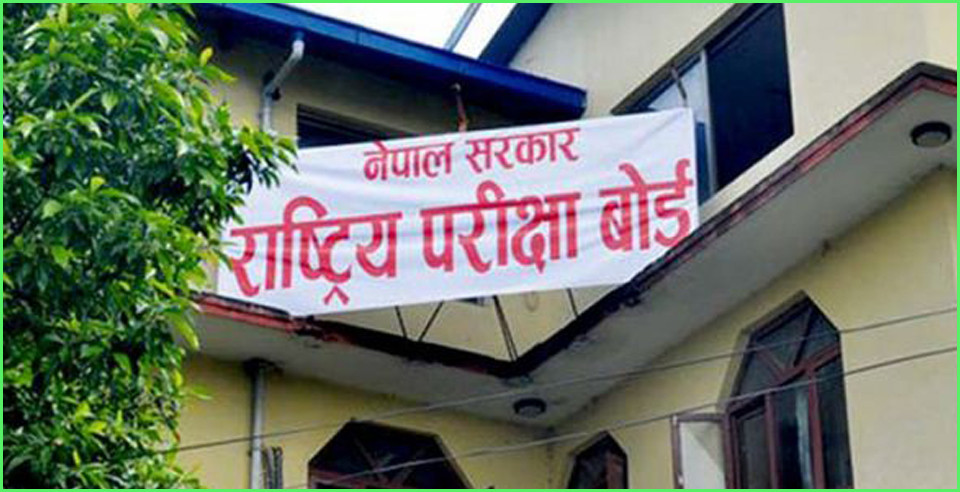 नेपाल सरकार
राष्ट्रिय परीक्षा बोर्ड